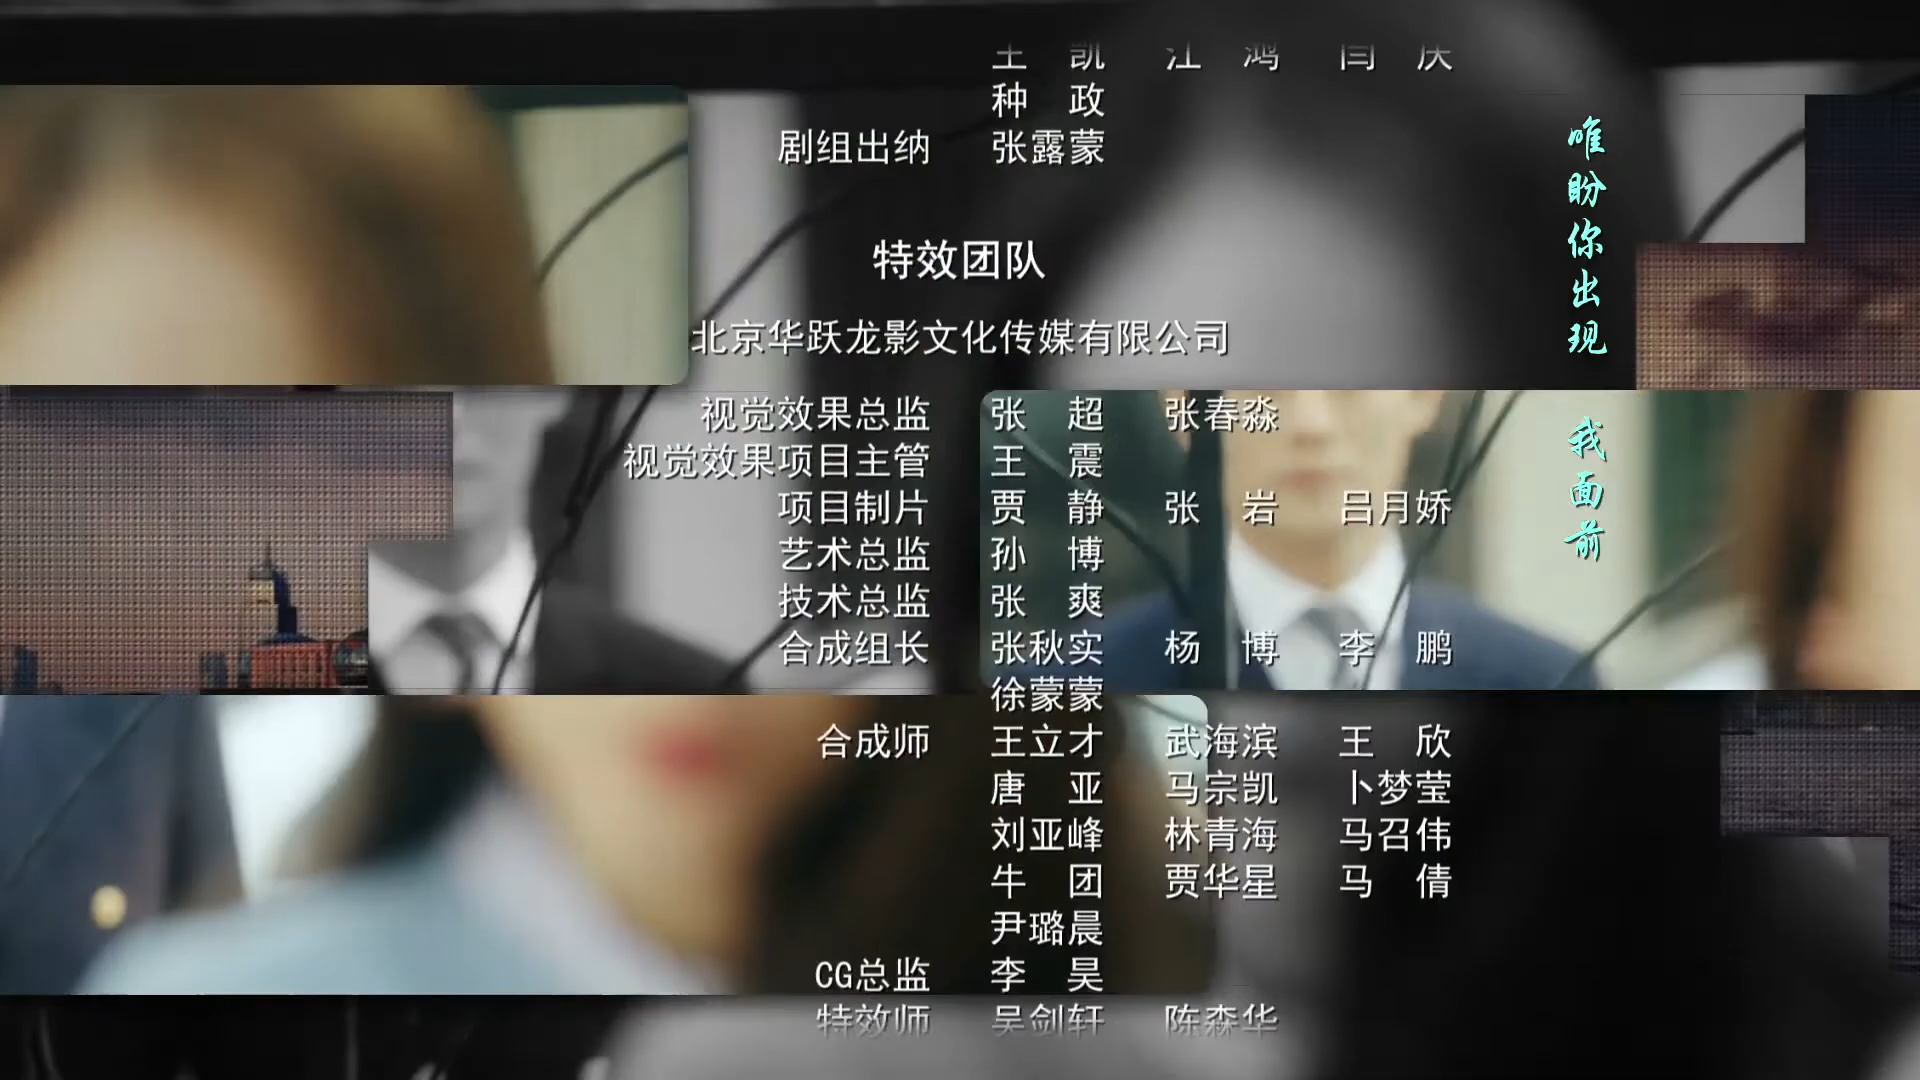 王　凯　江　鸿　闫　庆
种　政
剧组出纳　张露蒙
特效团队
北京华跃龙影文化传媒有限公司
视觉效果总监　张　超　张春淼
视觉效果项目主管　王　震
项目制片　贾　静　张　岩　吕月娇
艺术总监　孙　博
技术总监　张　爽
合成组长　张秋实　杨　博　李　鹏
徐蒙蒙
合成师　王立才　武海滨　王　欣
唐　亚　马宗凯　卜梦莹
刘亚峰　林青海　马召伟
牛　团　贾华星　马　倩
尹璐晨
CG总监　李　昊
特效师　吴剑轩　陈森华
唯盼你出现
我面前